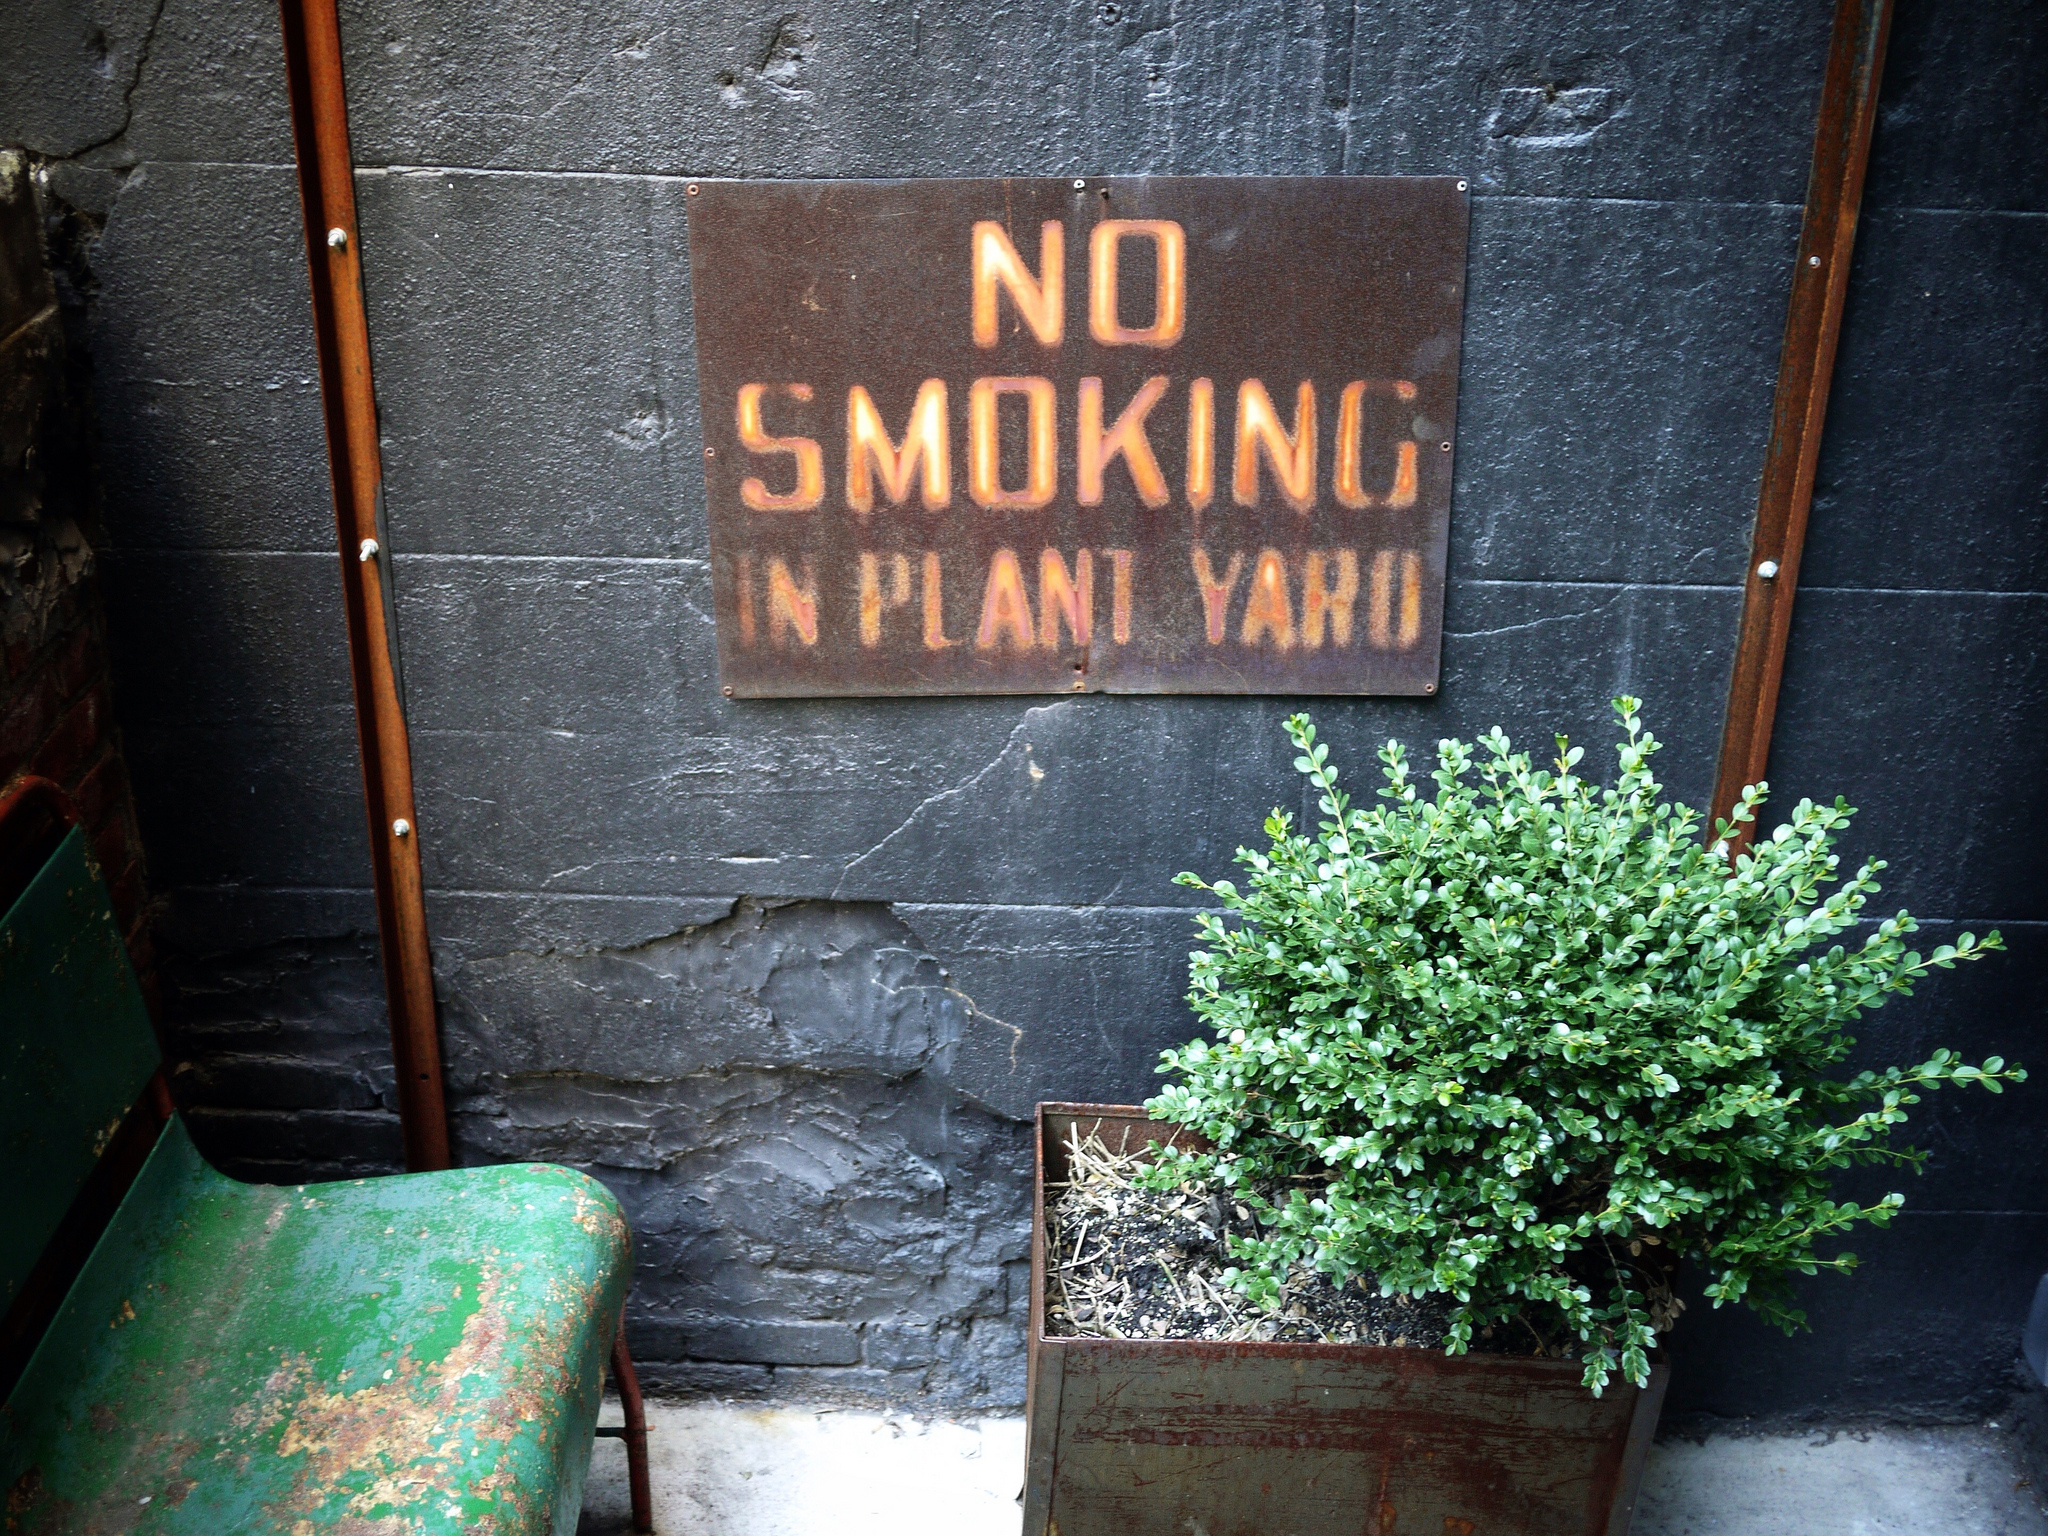 NO
SMOKING
IN PLANT YARD